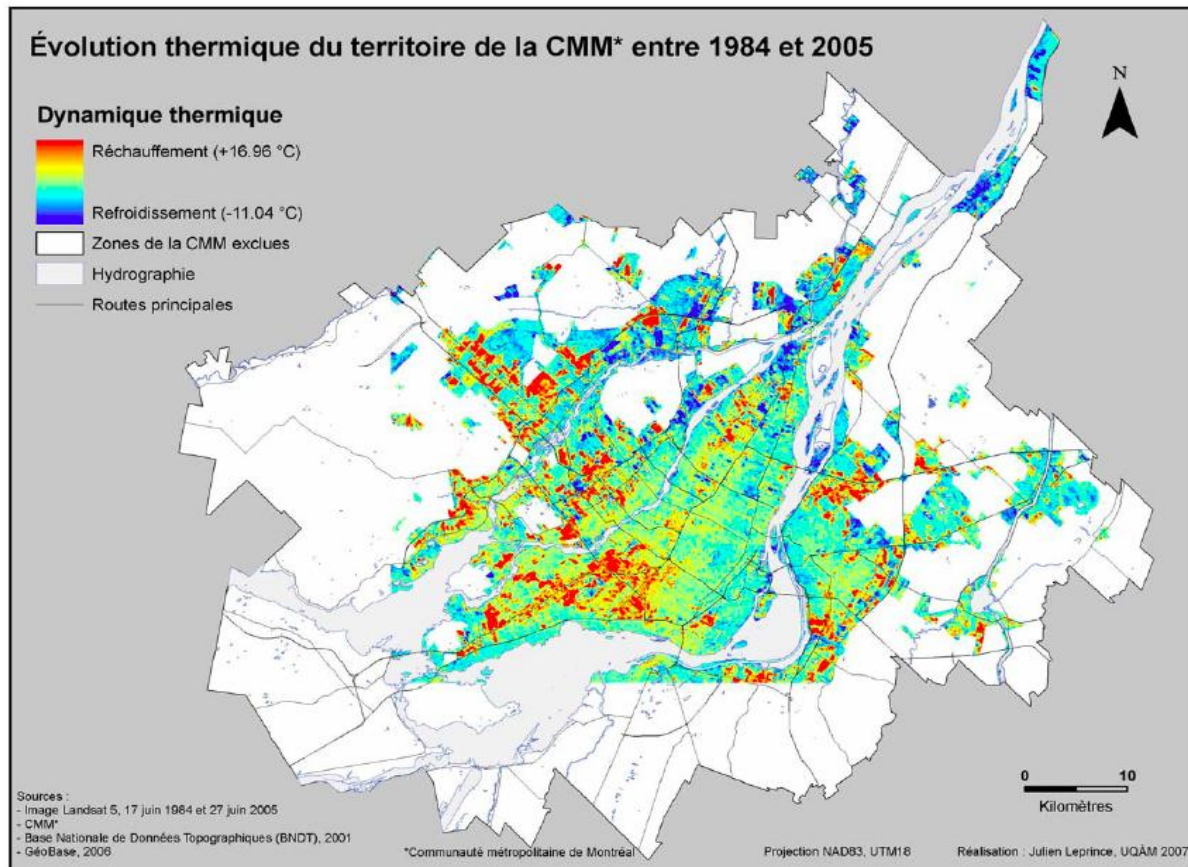 Évolution thermique du territoire de la CMM* entre 1984 et 2005
N
Dynamique thermique
Réchauffement (+16.96 °C)
Refroidissement (-11.04 °C)
Zones de la CMM exclues
Hydrographie
Routes principales
0 10
Kilomètres
Sources :
- Image Landsat 5, 17 juin 1984 et 27 juin 2005
- CMM*
- Base Nationale de Données Topographiques (BNDT), 2001
- GéoBase, 2006
*Communauté métropolitaine de Montréal
Projection NAD83, UTM18
Réalisation : Julien Leprince, UQÀM 2007